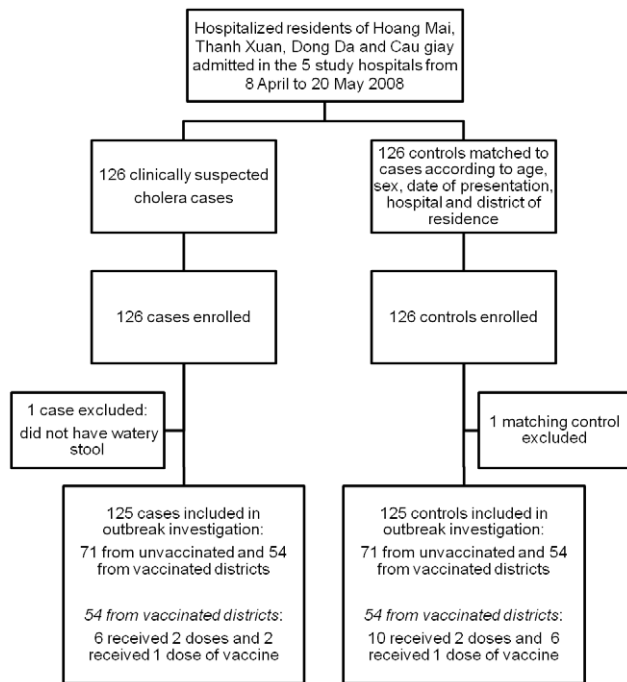 Hospitalized residents of Hoang Mai,
Thanh Xuan, Dong Da and Cau giay
admitted in the 5 study hospitals from
8 April to 20 May 2008
126 clinically suspected
cholera cases
126 controls matched to
cases according to age,
sex, date of presentation,
hospital and district of
residence
126 cases enrolled
126 controls enrolled
1 case excluded:
did not have watery
stool
1 matching control
excluded
125 cases included in
outbreak investigation:
71 from unvaccinated and 54
from vaccinated districts
54 from vaccinated districts:
6 received 2 doses and 2
received 1 dose of vaccine
125 controls included in
outbreak investigation:
71 from unvaccinated and 54
from vaccinated districts
54 from vaccinated districts:
10 received 2 doses and 6
received 1 dose of vaccine